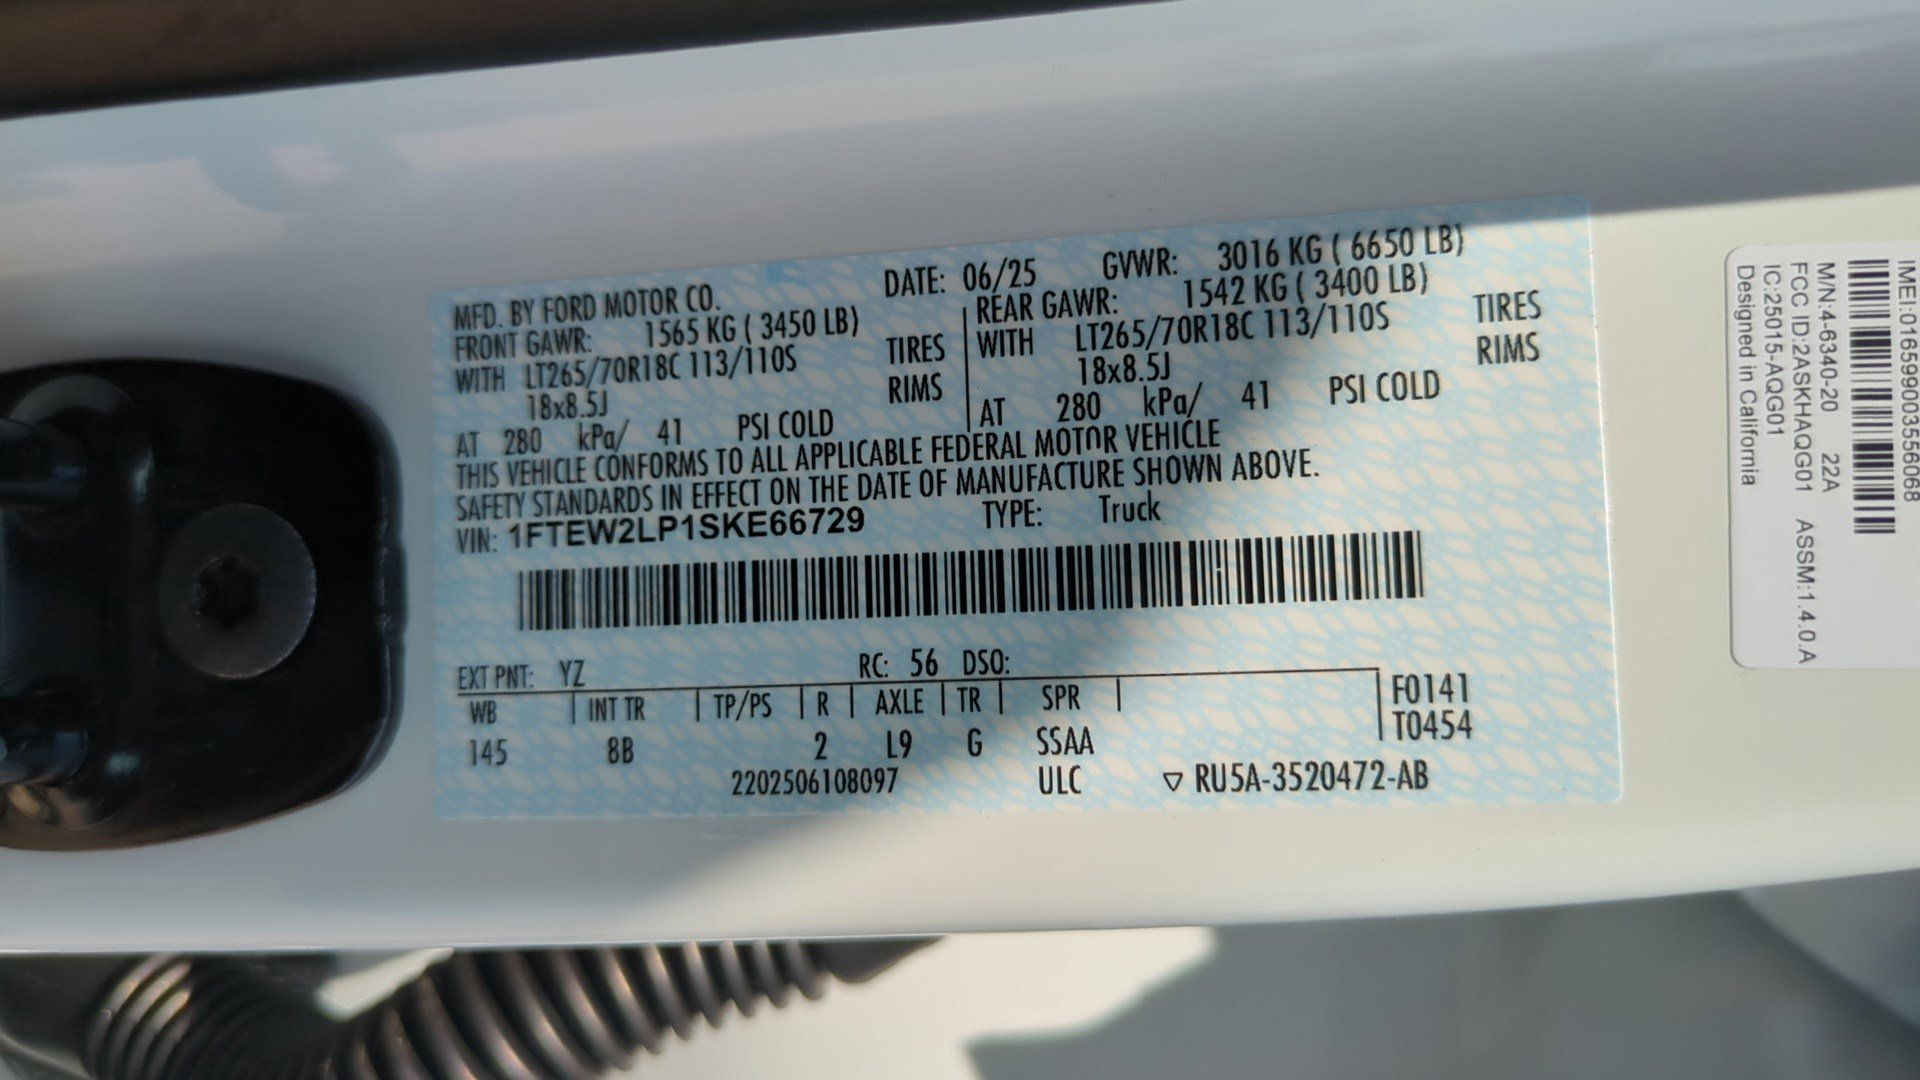 MFD. BY FORD MOTOR CO. DATE: 06/25 GVWR: 3016 KG ( 6650 LB)
FRONT GAWR: 1565 KG ( 3450 LB) REAR GAWR: 1542 KG ( 3400 LB)
WITH LT265/70R18C 113/110S TIRES WITH LT265/70R18C 113/110S TIRES
18x8.5J RIMS 18x8.5J RIMS
AT 280 kPa/ 41 PSI COLD AT 280 kPa/ 41 PSI COLD
THIS VEHICLE CONFORMS TO ALL APPLICABLE FEDERAL MOTOR VEHICLE
SAFETY STANDARDS IN EFFECT ON THE DATE OF MANUFACTURE SHOWN ABOVE.
VIN: 1FTEW2LP1SKE66729 TYPE: Truck
EXT PNT: YZ RC: 56 DSO:
WB INT TR TP/PS R AXLE TR SPR F0141
T0454
145 8B 2 L9 G SSAA
2202506108097 ULC ▽ RU5A-3520472-AB
IMEI:016599003556068
M/N:4-6340-20 22A
FCC ID:2ASKHAQG01 ASSM:1.4.0.A
IC:25015-AQG01
Designed in California